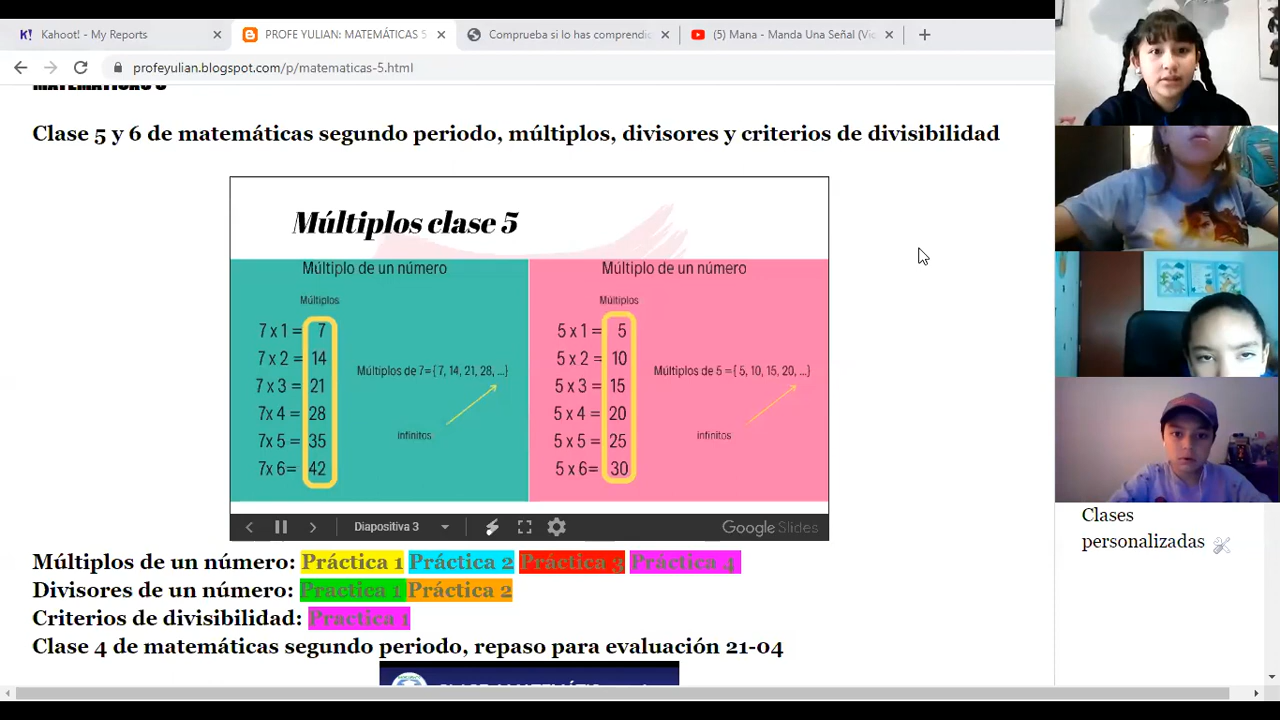 K! Kahoot! - My Reports
PROFE YULIAN: MATEMÁTICAS 5
Comprueba si lo has comprendic
(5) Mana - Manda Una Señal (Vic
profeyulian.blogspot.com/p/matematicas-5.html
MATEMÁTICAS 5
Clase 5 y 6 de matemáticas segundo periodo, múltiplos, divisores y criterios de divisibilidad
Múltiplos clase 5
Múltiplo de un número
Múltiplos
7 x 1 = 7
7 x 2 = 14
7 x 3 = 21
7 x 4 = 28
7x 5 = 35
7x 6= 42
Múltiplos de 7={ 7, 14, 21, 28, ...}
infinitos
Múltiplo de un número
Múltiplos
5 x 1 = 5
5 x 2 = 10
5 x 3 = 15
5 x 4 = 20
5 x 5 = 25
5 x 6= 30
Múltiplos de 5 ={ 5, 10, 15, 20, ...}
infinitos
Diapositiva 3
Google Slides
Múltiplos de un número: Práctica 1 Práctica 2 Práctica 3 Práctica 4
Divisores de un número: Practica 1 Práctica 2
Criterios de divisibilidad: Practica 1
Clase 4 de matemáticas segundo periodo, repaso para evaluación 21-04
Clases
personalizadas